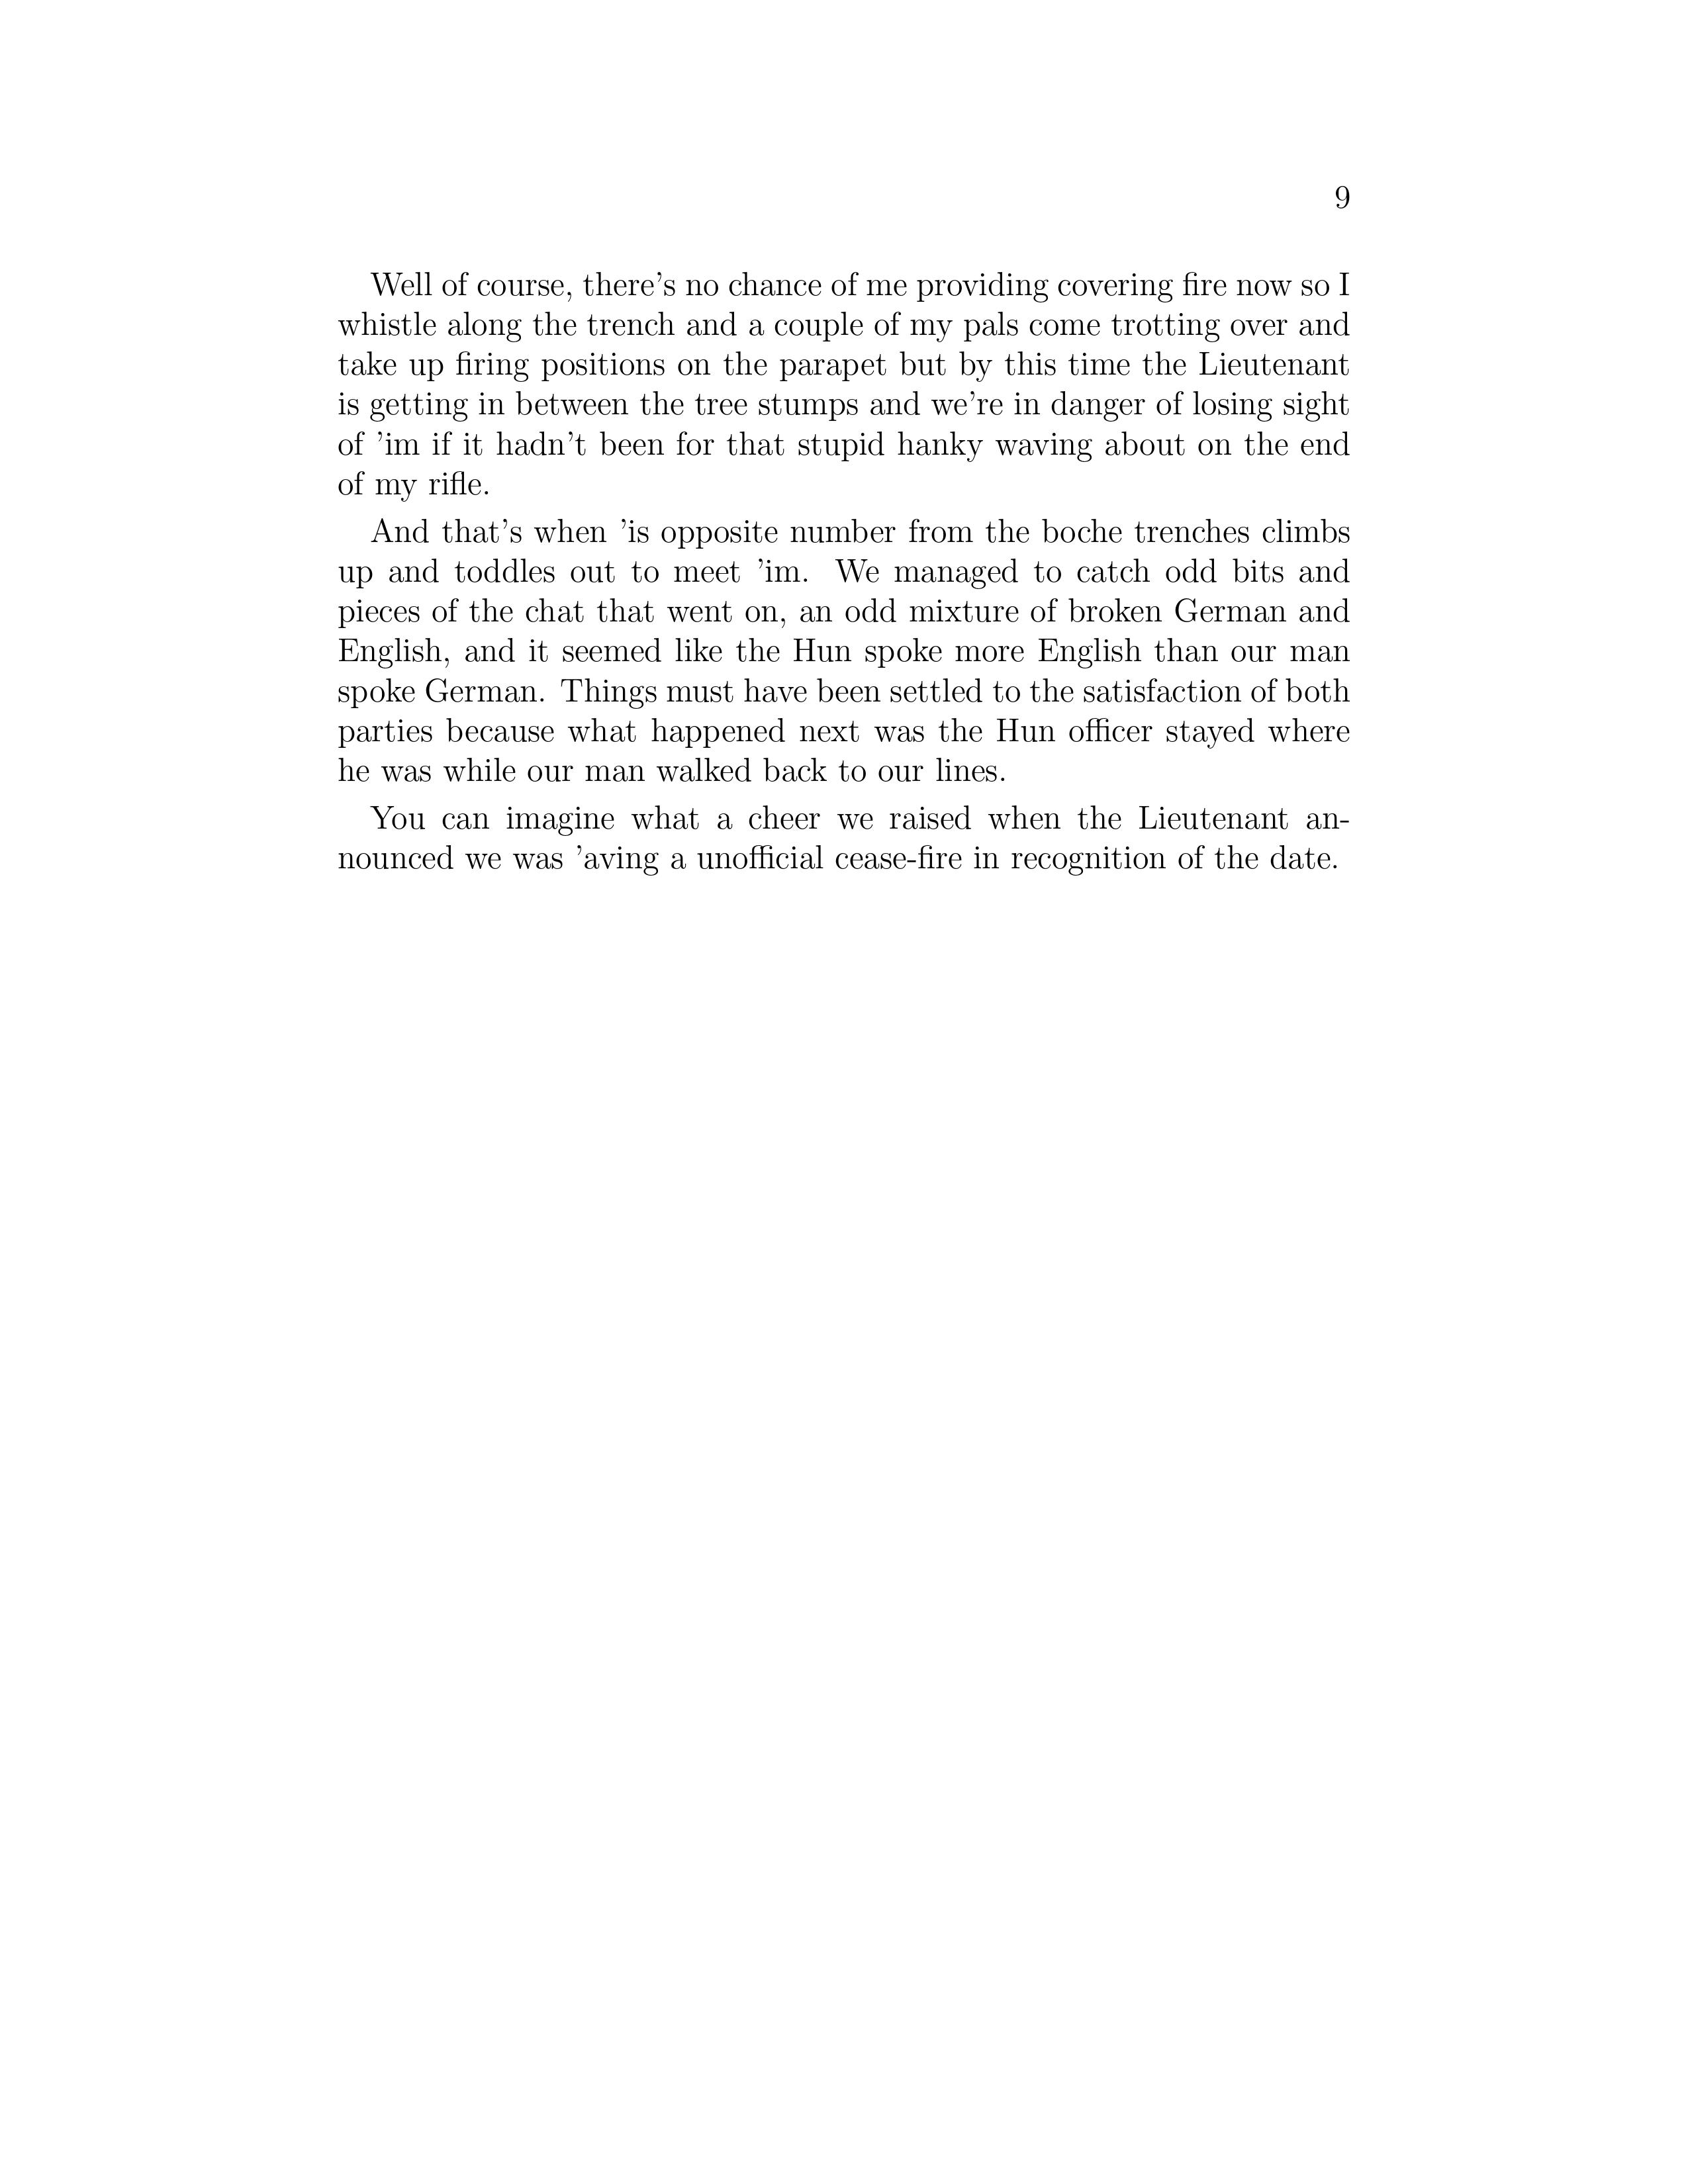 9
Well of course, there’s no chance of me providing covering fire now so I
whistle along the trench and a couple of my pals come trotting over and
take up firing positions on the parapet but by this time the Lieutenant
is getting in between the tree stumps and we’re in danger of losing sight
of ’im if it hadn’t been for that stupid hanky waving about on the end
of my rifle.
And that’s when ’is opposite number from the boche trenches climbs
up and toddles out to meet ’im. We managed to catch odd bits and
pieces of the chat that went on, an odd mixture of broken German and
English, and it seemed like the Hun spoke more English than our man
spoke German. Things must have been settled to the satisfaction of both
parties because what happened next was the Hun officer stayed where
he was while our man walked back to our lines.
You can imagine what a cheer we raised when the Lieutenant an-
nounced we was ’aving a unofficial cease-fire in recognition of the date.